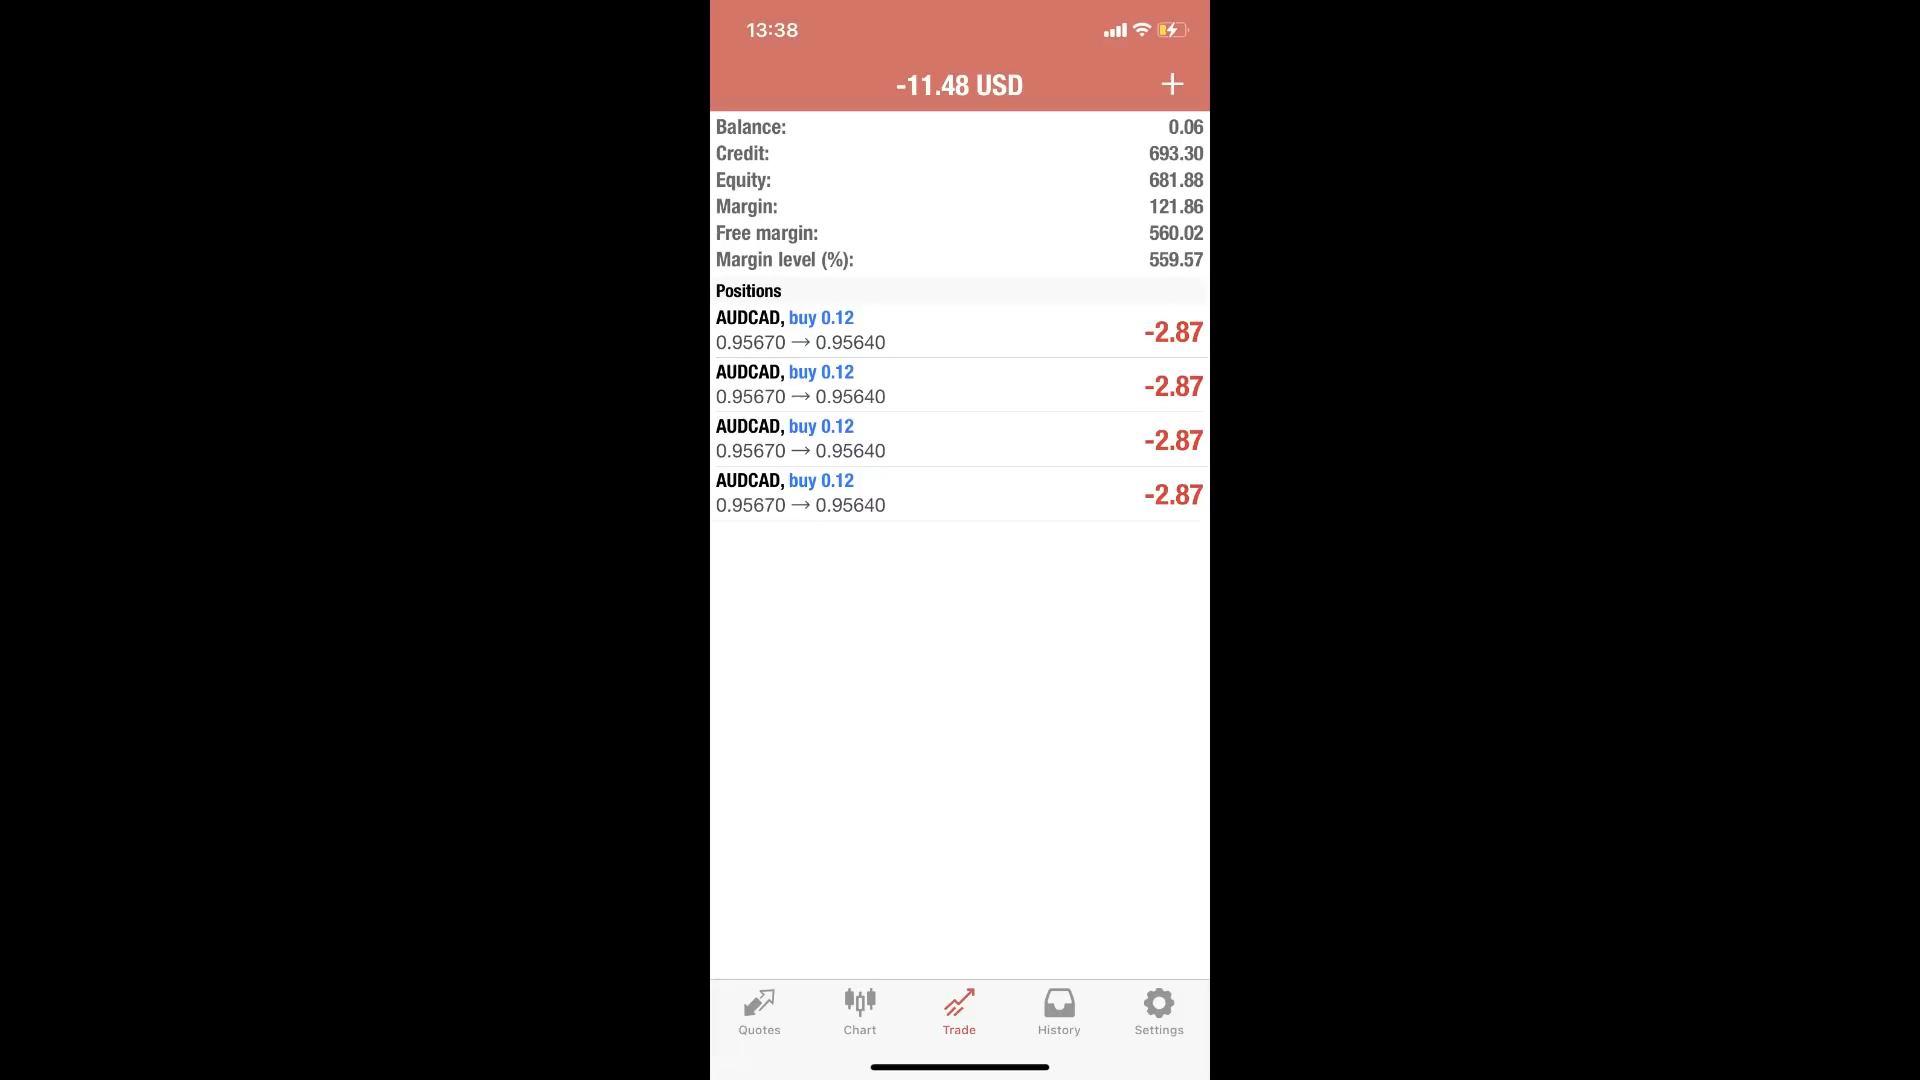 13:38
-11.48 USD
Balance: 0.06
Credit: 693.30
Equity: 681.88
Margin: 121.86
Free margin: 560.02
Margin level (%): 559.57
Positions
AUDCAD, buy 0.12
0.95670 → 0.95640
-2.87
AUDCAD, buy 0.12
0.95670 → 0.95640
-2.87
AUDCAD, buy 0.12
0.95670 → 0.95640
-2.87
AUDCAD, buy 0.12
0.95670 → 0.95640
-2.87
Quotes Chart Trade History Settings